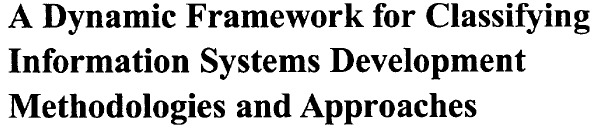 A Dynamic Framework for Classifying
Information Systems Development
Methodologies and Approaches